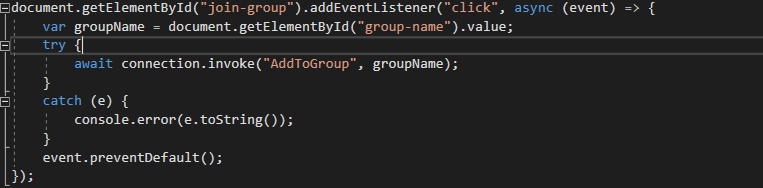 document.getElementById("join-group").addEventListener("click", async (event) => {
    var groupName = document.getElementById("group-name").value;
    try {
        await connection.invoke("AddToGroup", groupName);
    }
    catch (e) {
        console.error(e.toString());
    }
    event.preventDefault();
});